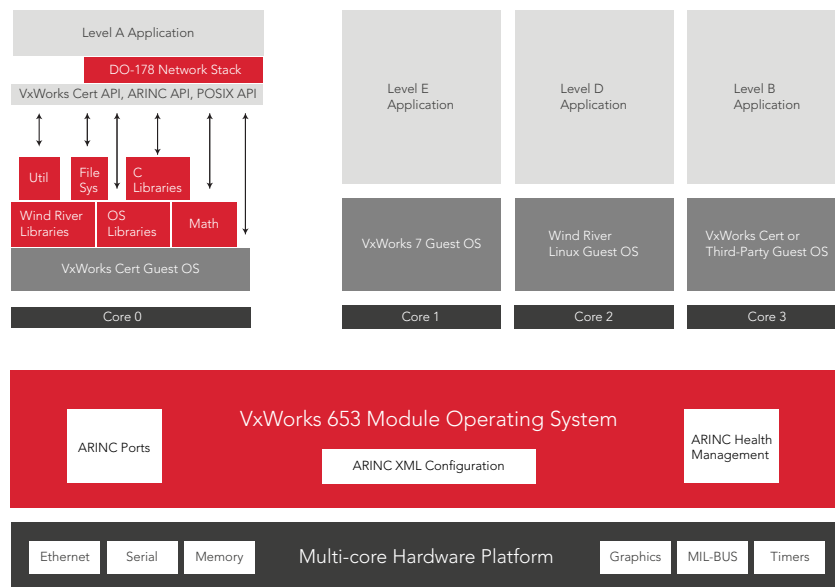 Level A Application
DO-178 Network Stack
VxWorks Cert API, ARINC API, POSIX API
Util
File
Sys
C
Libraries
Wind River
Libraries
OS
Libraries
Math
VxWorks Cert Guest OS
Core 0
Level E
Application
VxWorks 7 Guest OS
Core 1
Level D
Application
Wind River
Linux Guest OS
Core 2
Level B
Application
VxWorks Cert or
Third-Party Guest OS
Core 3
VxWorks 653 Module Operating System
ARINC Ports
ARINC XML Configuration
ARINC Health
Management
Multi-core Hardware Platform
Ethernet
Serial
Memory
Graphics
MIL-BUS
Timers